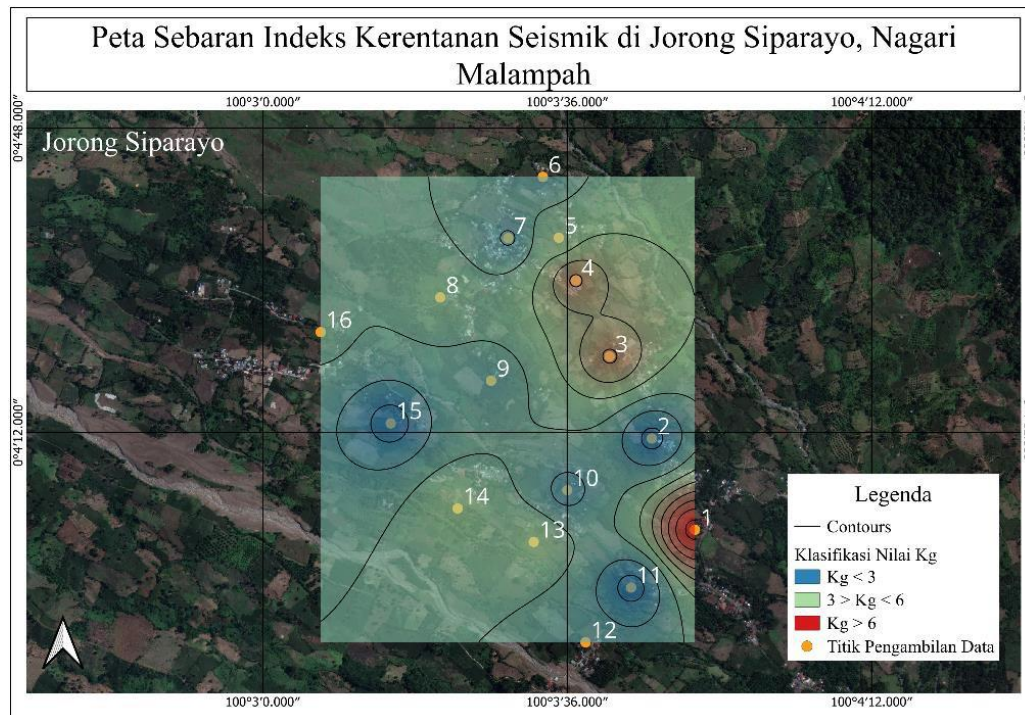 Peta Sebaran Indeks Kerentanan Seismik di Jorong Siparayo, Nagari
Malampah
100°3′0.000″
100°3′36.000″
100°4′12.000″
0°4′48.000″
Jorong Siparayo
6
7
5
4
8
16
3
9
15
2
0°4′12.000″
10
14
1
13
11
12
Legenda
Contours
Klasifikasi Nilai Kg
Kg < 3
3 > Kg < 6
Kg > 6
Titik Pengambilan Data
100°3′0.000″
100°3′36.000″
100°4′12.000″